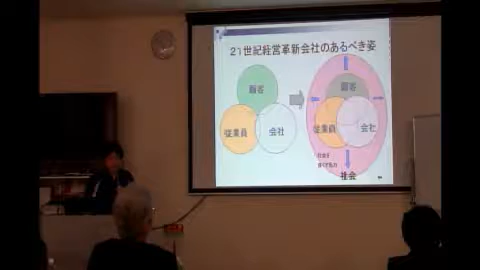 21世紀経営革新会社のあるべき姿
顧客
従業員
会社
顧客
従業員
会社
社会